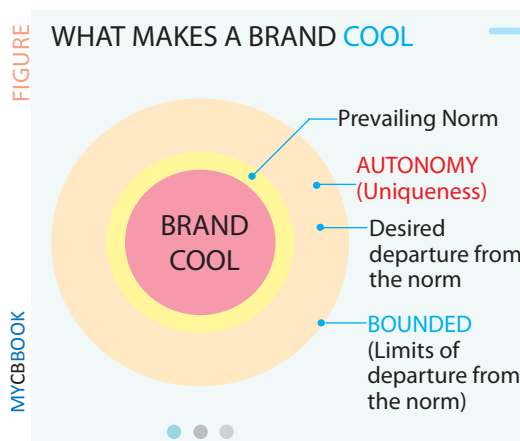 FIGURE
WHAT MAKES A BRAND COOL
Prevailing Norm
AUTONOMY
(Uniqueness)
BRAND
COOL
Desired
departure from
the norm
BOUNDED
(Limits of
departure from
the norm)
MYCBBOOK